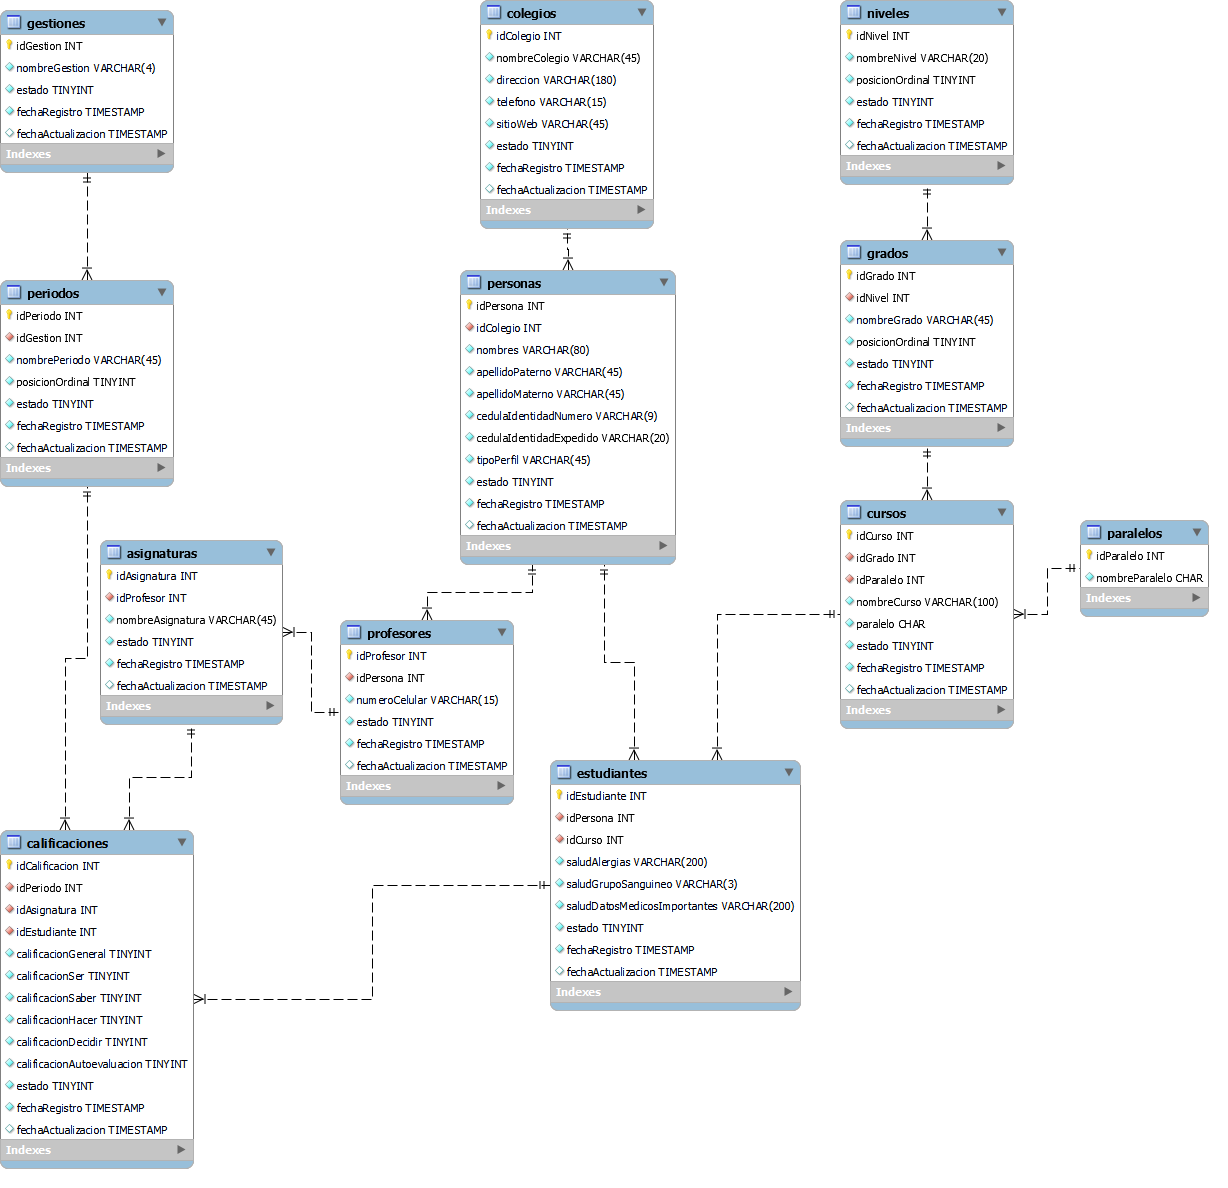 gestiones
idGestion INT
nombreGestion VARCHAR(4)
estado TINYINT
fechaRegistro TIMESTAMP
fechaActualizacion TIMESTAMP
Indexes
colegios
idColegio INT
nombreColegio VARCHAR(45)
direccion VARCHAR(180)
telefono VARCHAR(15)
sitioWeb VARCHAR(45)
estado TINYINT
fechaRegistro TIMESTAMP
fechaActualizacion TIMESTAMP
Indexes
niveles
idNivel INT
nombreNivel VARCHAR(20)
posicionOrdinal TINYINT
estado TINYINT
fechaRegistro TIMESTAMP
fechaActualizacion TIMESTAMP
Indexes
periodos
idPeriodo INT
idGestion INT
nombrePeriodo VARCHAR(45)
posicionOrdinal TINYINT
estado TINYINT
fechaRegistro TIMESTAMP
fechaActualizacion TIMESTAMP
Indexes
personas
idPersona INT
idColegio INT
nombres VARCHAR(80)
apellidoPaterno VARCHAR(45)
apellidoMaterno VARCHAR(45)
cedulaIdentidadNumero VARCHAR(9)
cedulaIdentidadExpedido VARCHAR(20)
tipoPerfil VARCHAR(45)
estado TINYINT
fechaRegistro TIMESTAMP
fechaActualizacion TIMESTAMP
Indexes
grados
idGrado INT
idNivel INT
nombreGrado VARCHAR(45)
posicionOrdinal TINYINT
estado TINYINT
fechaRegistro TIMESTAMP
fechaActualizacion TIMESTAMP
Indexes
cursos
idCurso INT
idGrado INT
idParalelo INT
nombreCurso VARCHAR(100)
paralelo CHAR
estado TINYINT
fechaRegistro TIMESTAMP
fechaActualizacion TIMESTAMP
Indexes
paralelos
idParalelo INT
nombreParalelo CHAR
Indexes
asignaturas
idAsignatura INT
idProfesor INT
nombreAsignatura VARCHAR(45)
estado TINYINT
fechaRegistro TIMESTAMP
fechaActualizacion TIMESTAMP
Indexes
profesores
idProfesor INT
idPersona INT
numeroCelular VARCHAR(15)
estado TINYINT
fechaRegistro TIMESTAMP
fechaActualizacion TIMESTAMP
Indexes
estudiantes
idEstudiante INT
idPersona INT
idCurso INT
saludAlergias VARCHAR(200)
saludGrupoSanguineo VARCHAR(3)
saludDatosMedicosImportantes VARCHAR(200)
estado TINYINT
fechaRegistro TIMESTAMP
fechaActualizacion TIMESTAMP
Indexes
calificaciones
idCalificacion INT
idPeriodo INT
idAsignatura INT
idEstudiante INT
calificacionGeneral TINYINT
calificacionSer TINYINT
calificacionSaber TINYINT
calificacionHacer TINYINT
calificacionDecidir TINYINT
calificacionAutoevaluacion TINYINT
estado TINYINT
fechaRegistro TIMESTAMP
fechaActualizacion TIMESTAMP
Indexes